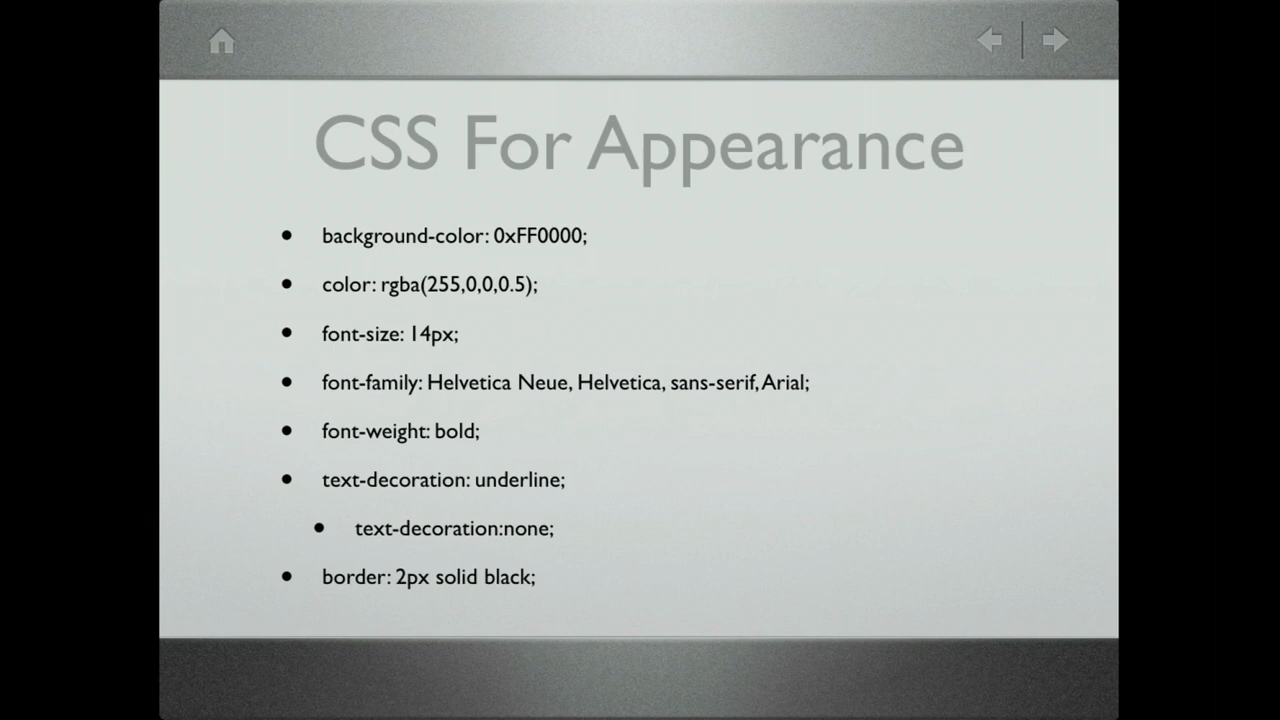 CSS For Appearance
background-color: 0xFF0000;
color: rgba(255,0,0,0.5);
font-size: 14px;
font-family: Helvetica Neue, Helvetica, sans-serif, Arial;
font-weight: bold;
text-decoration: underline;
text-decoration:none;
border: 2px solid black;